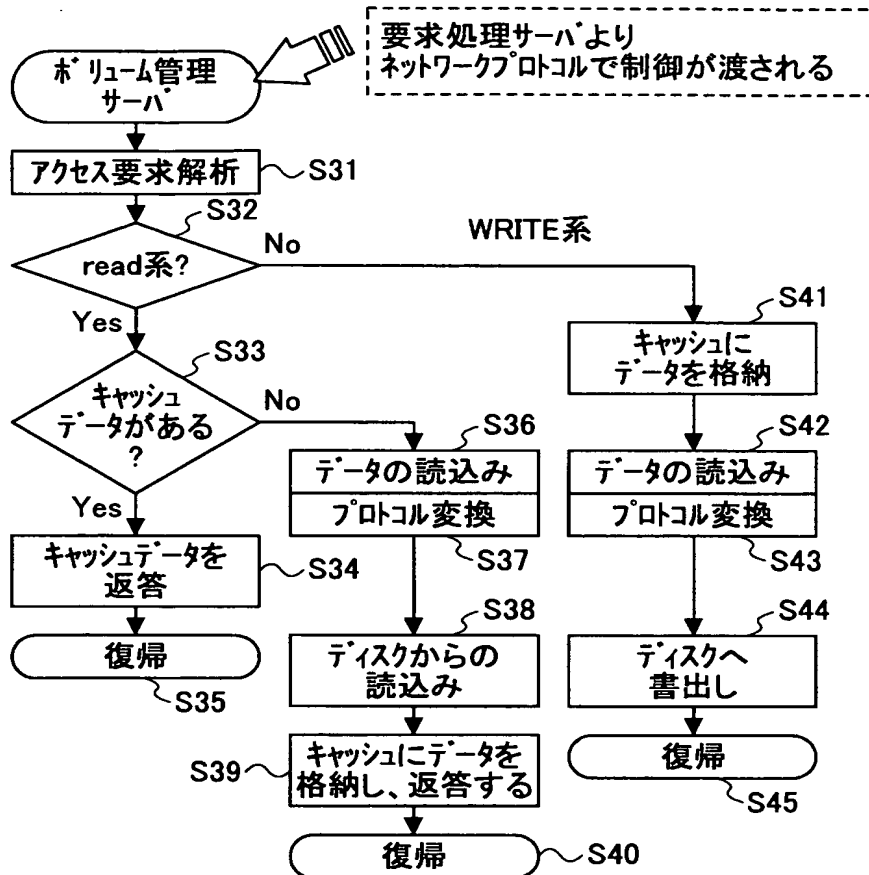 要求処理サーバより
ネットワークプロトコルで制御が渡される
ボリューム管理
サーバ
アクセス要求解析
S31
S32
read系?
No
WRITE系
Yes
S33
キャッシュ
データがある
?
No
Yes
キャッシュデータを
返答
S34
復帰
S35
S36
データの読込み
プロトコル変換
S37
S38
ディスクからの
読込み
S39
キャッシュにデータを
格納し、返答する
復帰
S40
S41
キャッシュに
データを格納
S42
データの読込み
プロトコル変換
S43
S44
ディスクへ
書出し
復帰
S45